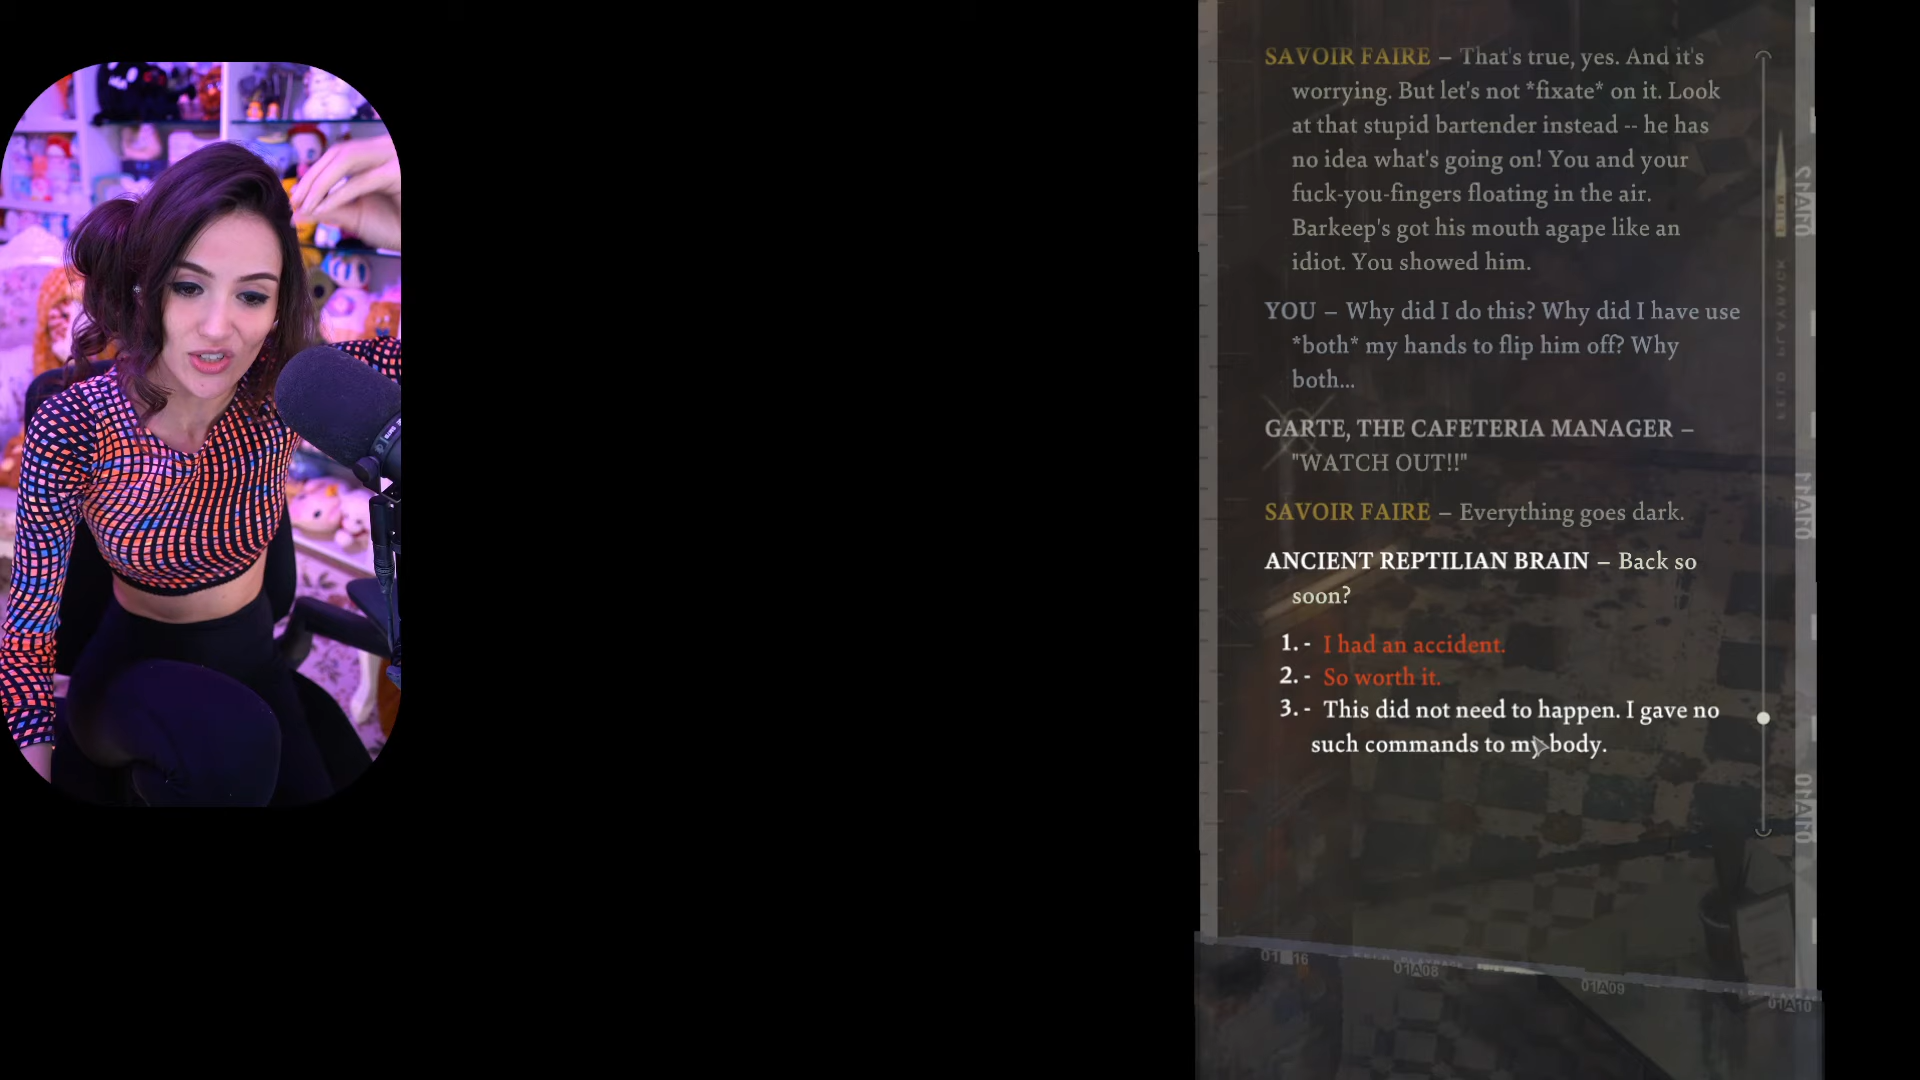 SAVOIR FAIRE – That's true, yes. And it's
worrying. But let's not *fixate* on it. Look
at that stupid bartender instead -- he has
no idea what's going on! You and your
fuck-you-fingers floating in the air.
Barkeep's got his mouth agape like an
idiot. You showed him.
YOU – Why did I do this? Why did I have use
*both* my hands to flip him off? Why
both...
GARTE, THE CAFETERIA MANAGER –
"WATCH OUT!!"
SAVOIR FAIRE – Everything goes dark.
ANCIENT REPTILIAN BRAIN – Back so
soon?
1. - I had an accident.
2. - So worth it.
3. - This did not need to happen. I gave no
such commands to my body.
01A08
01A09
01A10